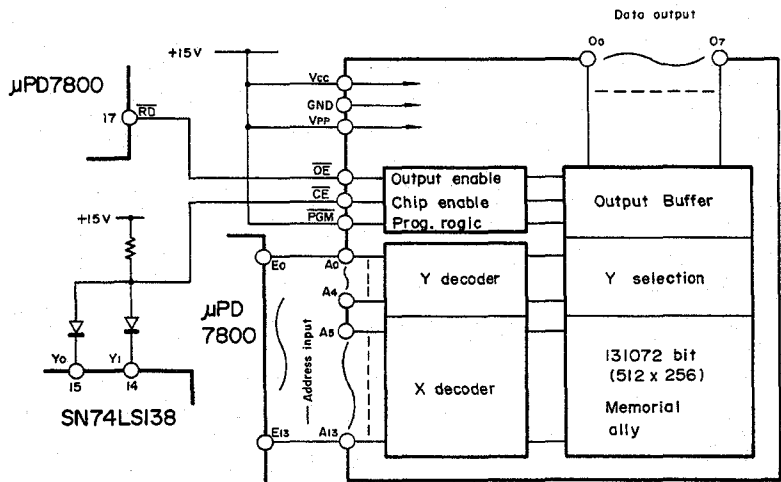 Data output
O0
O7
+15V
Vcc
GND
VPP
μPD7800
17
RD
OE
CE
PGM
Output enable
Chip enable
Prog. rogic
Output Buffer
+15V
E0
A0
Y decoder
Y selection
A4
μPD
7800
A5
Address input
X decoder
131072 bit
(512 x 256)
Memorial
ally
Y0
Y1
15
14
SN74LS138
E13
A13